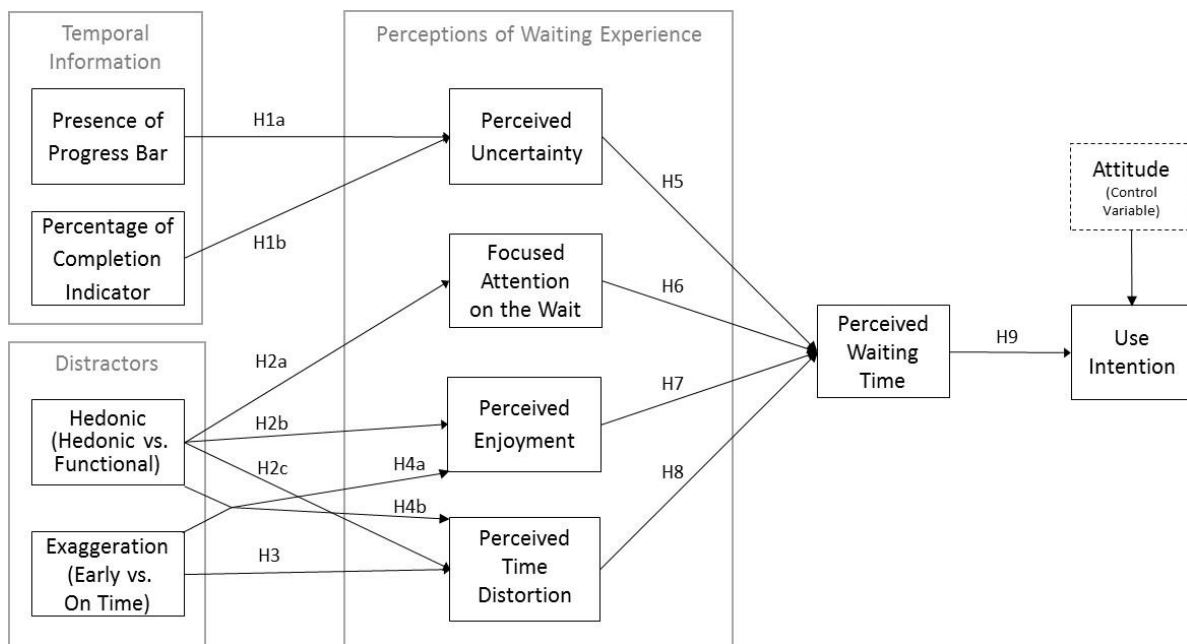 Temporal
Information
Presence of
Progress Bar
Percentage of
Completion
Indicator
H1a
H1b
Distractors
Hedonic
(Hedonic vs.
Functional)
Exaggeration
(Early vs.
On Time)
H2a
H2b
H2c
H4a
H4b
H3
Perceptions of Waiting Experience
Perceived
Uncertainty
Focused
Attention
on the Wait
Perceived
Enjoyment
Perceived
Time
Distortion
H5
H6
H7
H8
Perceived
Waiting
Time
H9
Attitude
(Control
Variable)
Use
Intention